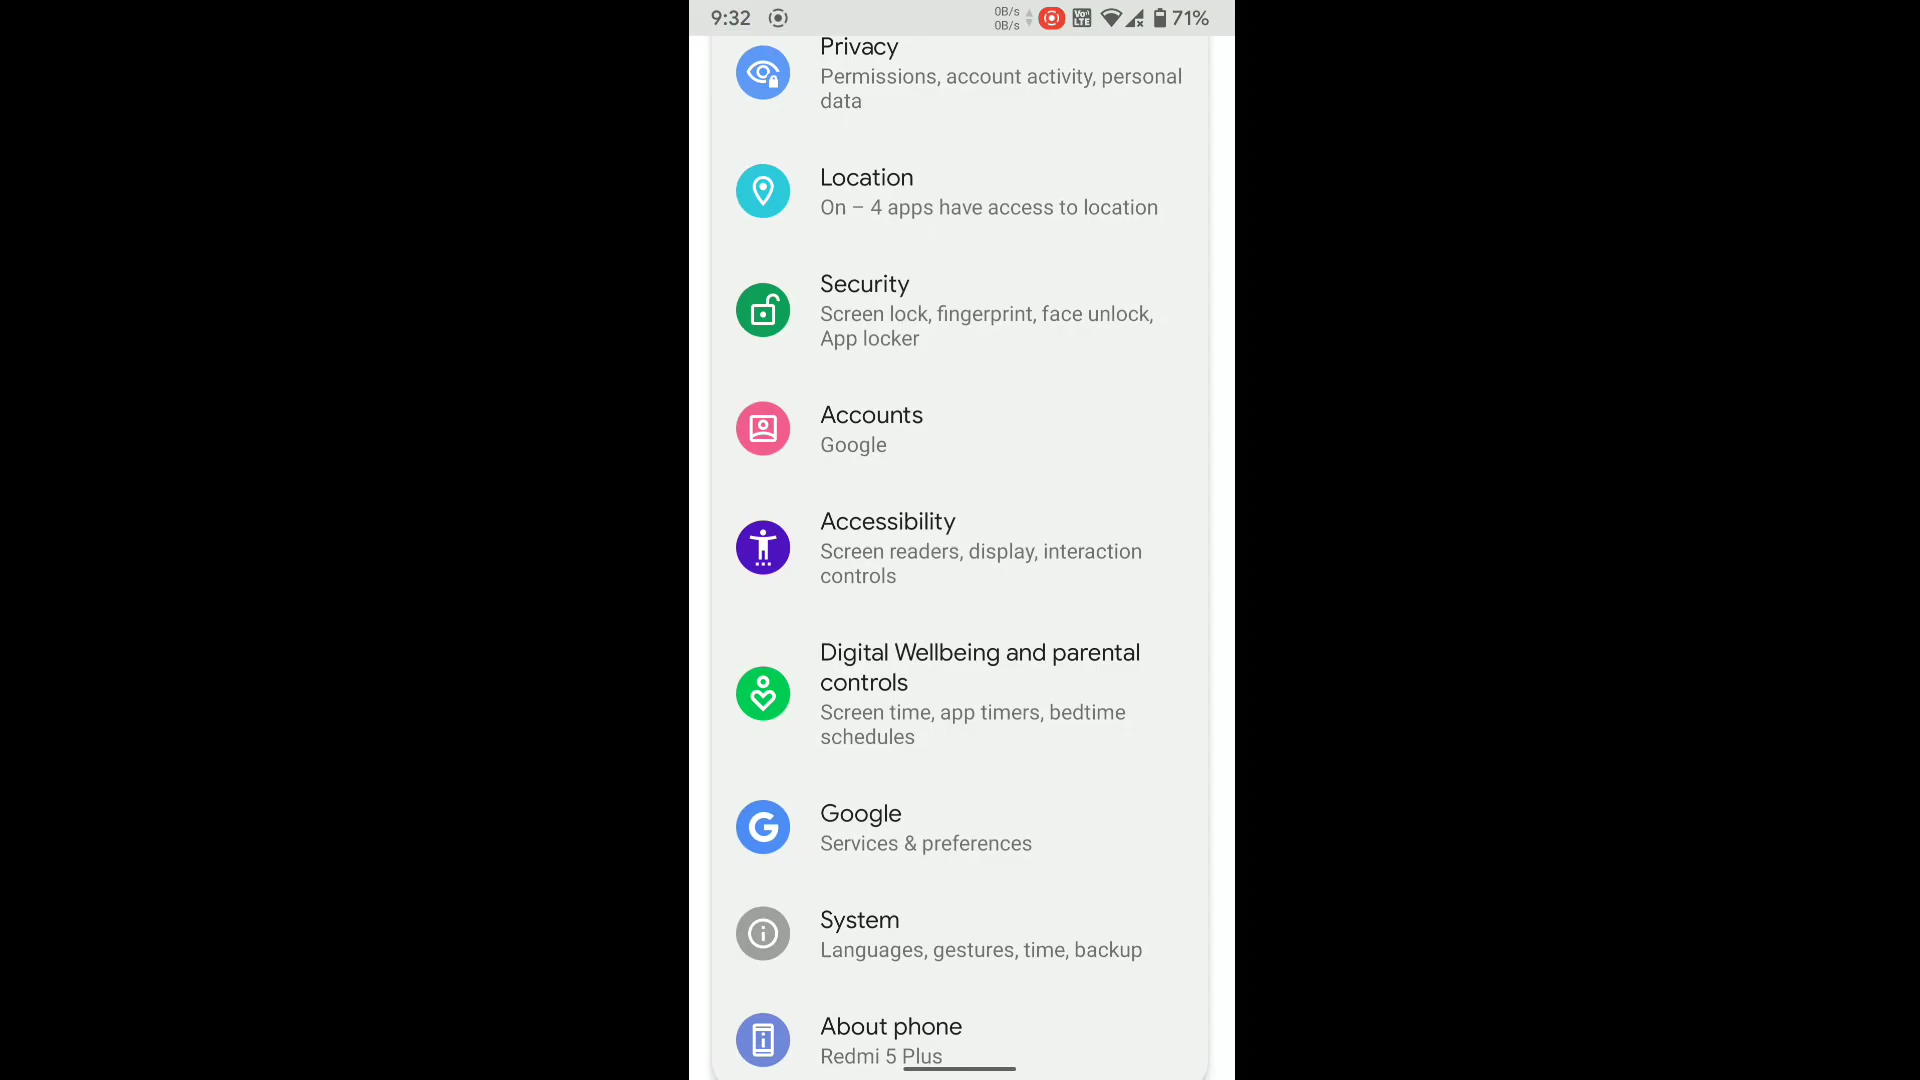 9:32
0B/s
0B/s
Vo))
LTE
71%
Privacy
Permissions, account activity, personal
data
Location
On – 4 apps have access to location
Security
Screen lock, fingerprint, face unlock,
App locker
Accounts
Google
Accessibility
Screen readers, display, interaction
controls
Digital Wellbeing and parental
controls
Screen time, app timers, bedtime
schedules
G
Google
Services & preferences
System
Languages, gestures, time, backup
About phone
Redmi 5 Plus